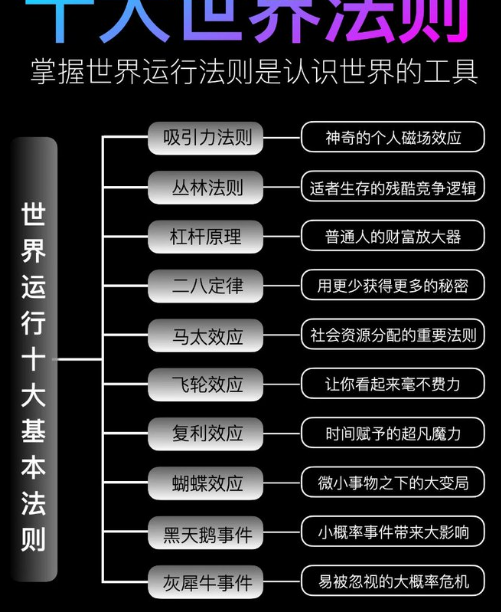 十大世界法则
掌握世界运行法则是认识世界的工具
世界运行十大基本法则
吸引力法则
神奇的个人磁场效应
丛林法则
适者生存的残酷竞争逻辑
杠杆原理
普通人的财富放大器
二八定律
用更少获得更多的秘密
马太效应
社会资源分配的重要法则
飞轮效应
让你看起来毫不费力
复利效应
时间赋予的超凡魔力
蝴蝶效应
微小事物之下的大变局
黑天鹅事件
小概率事件带来大影响
灰犀牛事件
易被忽视的大概率危机